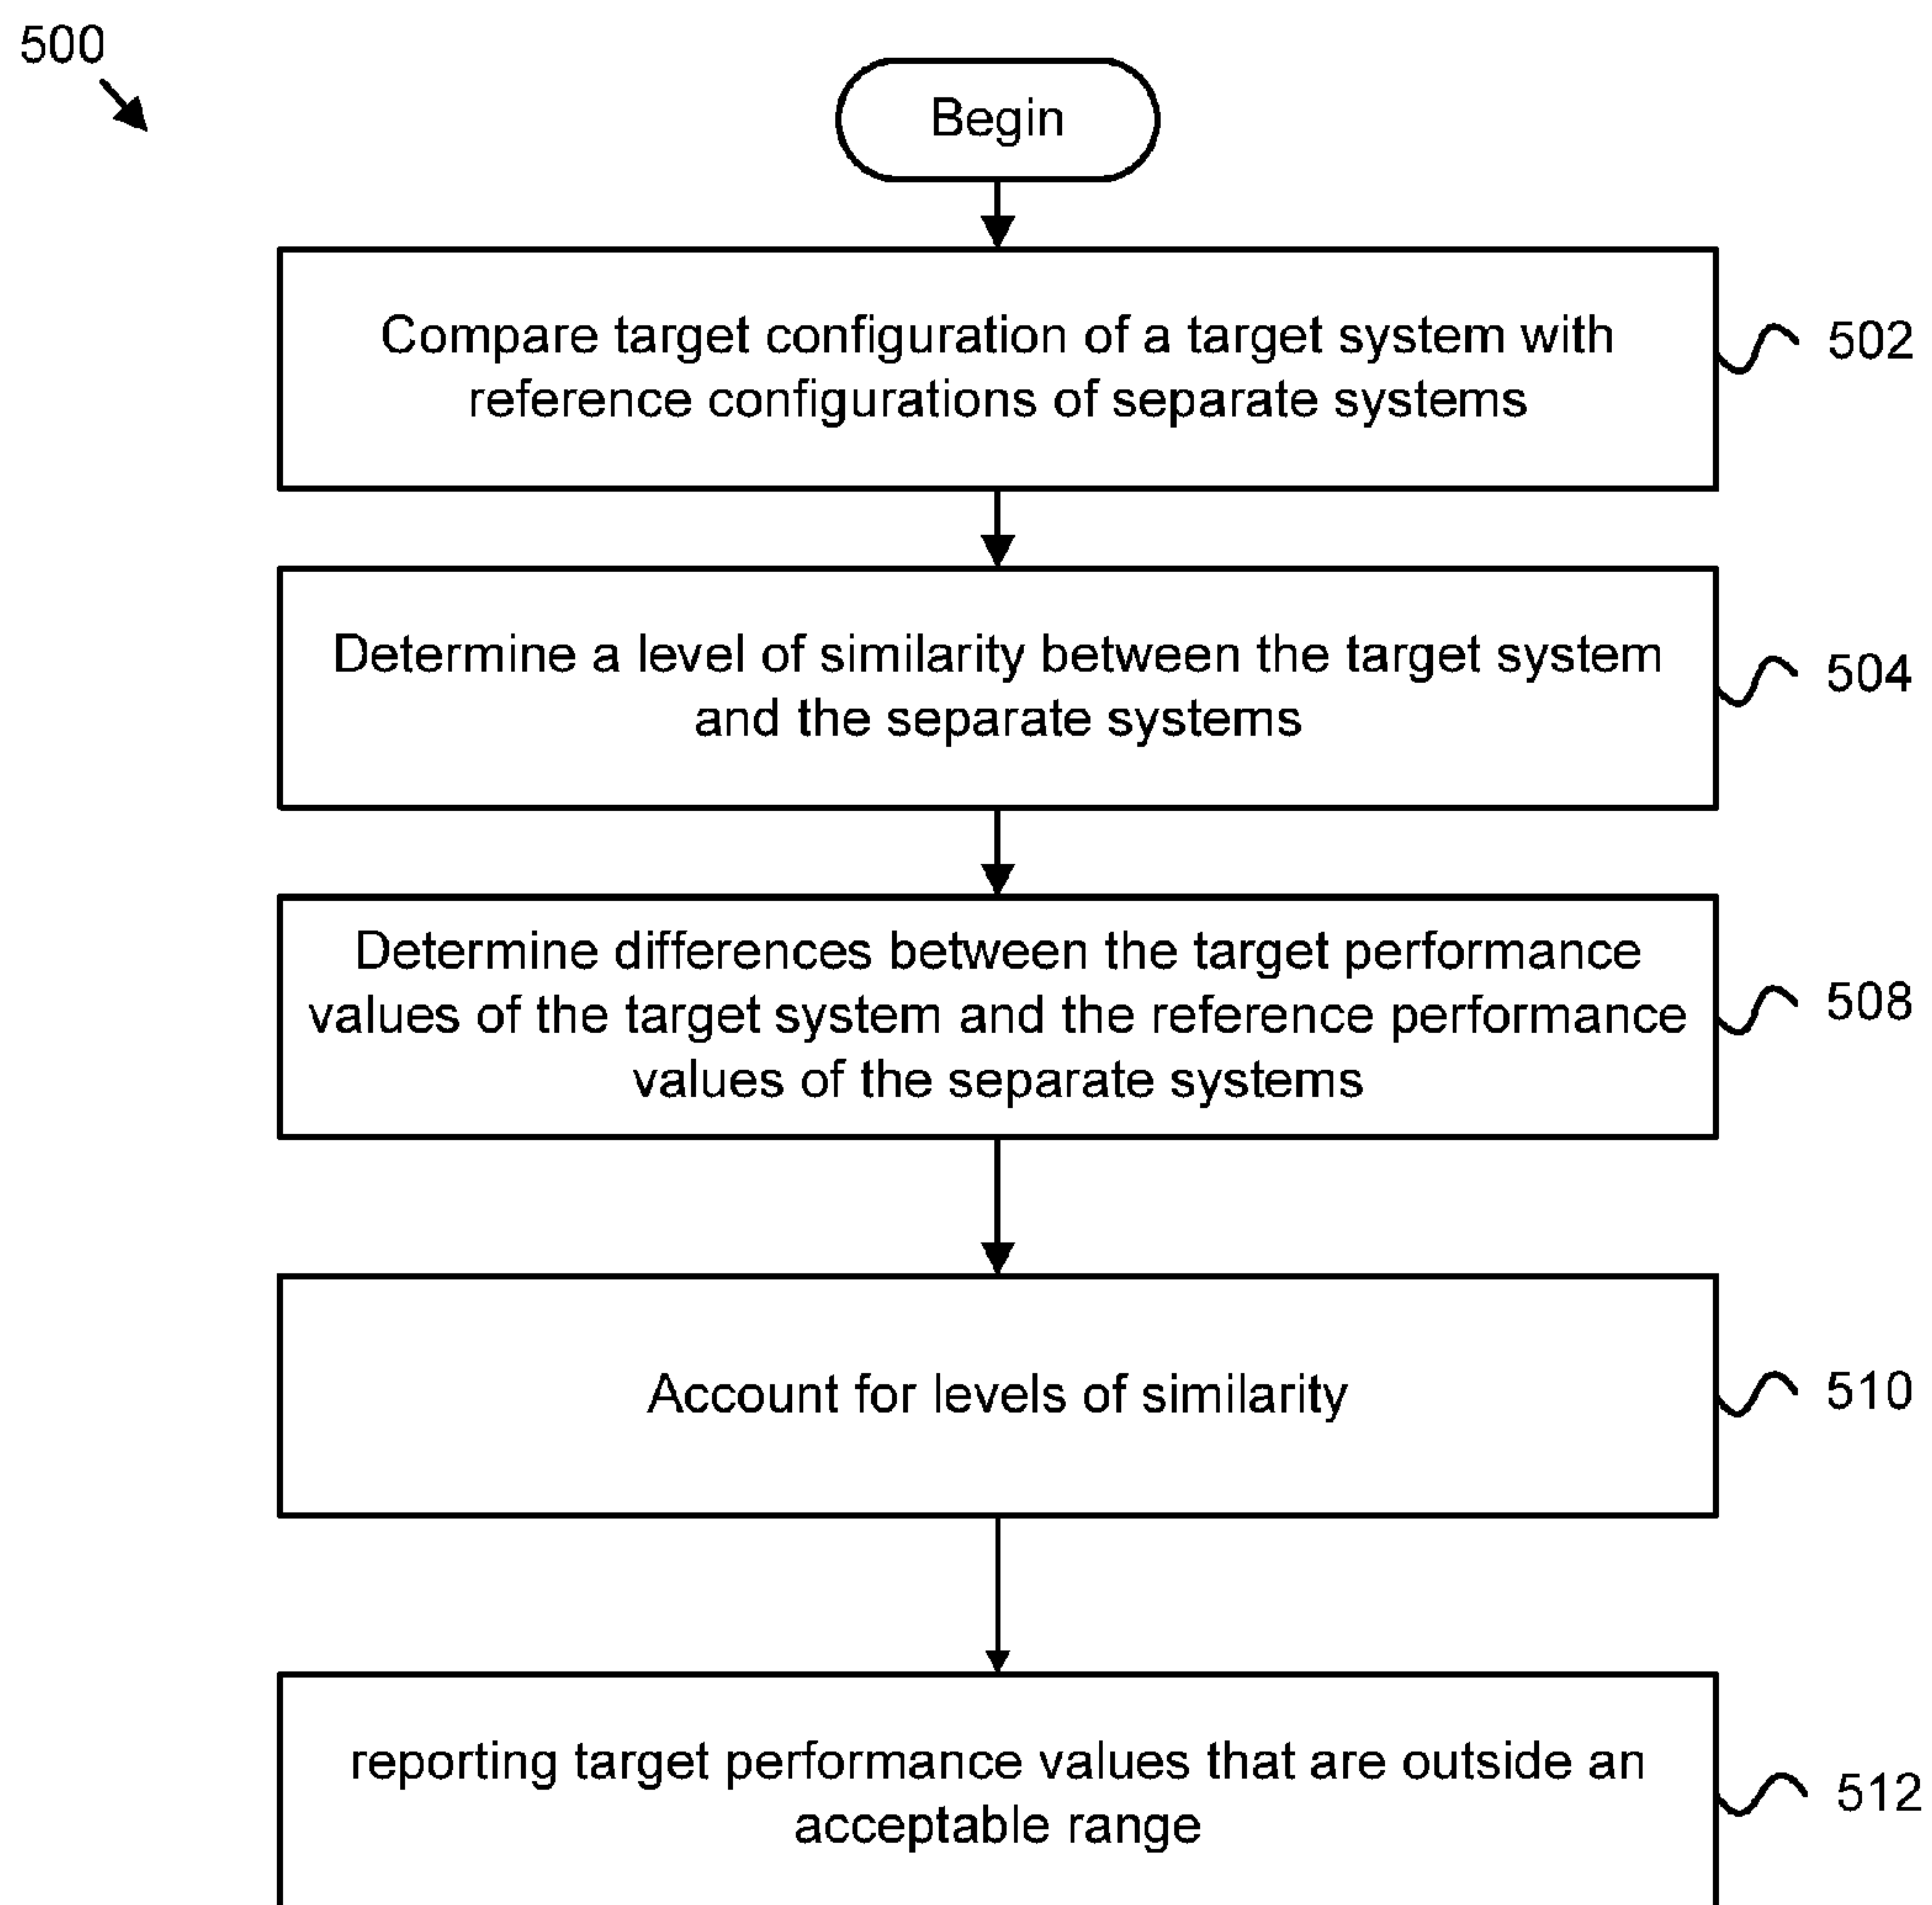 500
Begin
Compare target configuration of a target system with
reference configurations of separate systems
502
Determine a level of similarity between the target system
and the separate systems
504
Determine differences between the target performance
values of the target system and the reference performance
values of the separate systems
508
Account for levels of similarity
510
reporting target performance values that are outside an
acceptable range
512